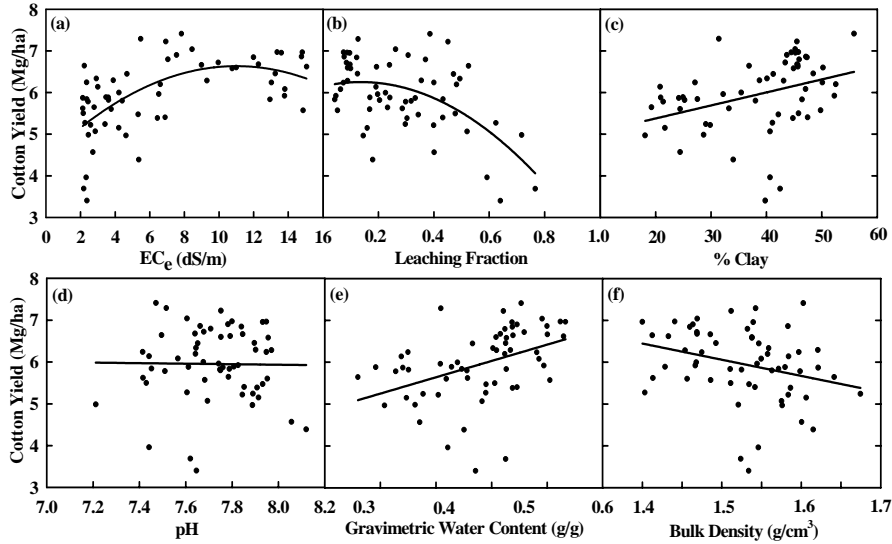 8 (a) (b) (c)
7
6
5
4
3
Cotton Yield (Mg/ha)
0 2 4 6 8 10 12 14 16 0.2 0.4 0.6 0.8 1.0 20 30 40 50 60
ECe (dS/m) Leaching Fraction % Clay
8 (d) (e) (f)
7
6
5
4
3
Cotton Yield (Mg/ha)
7.2 7.4 7.6 7.8 8.0 8.2 0.3 0.4 0.5 0.6 1.4 1.5 1.6 1.7
pH Gravimetric Water Content (g/g) Bulk Density (g/cm3)